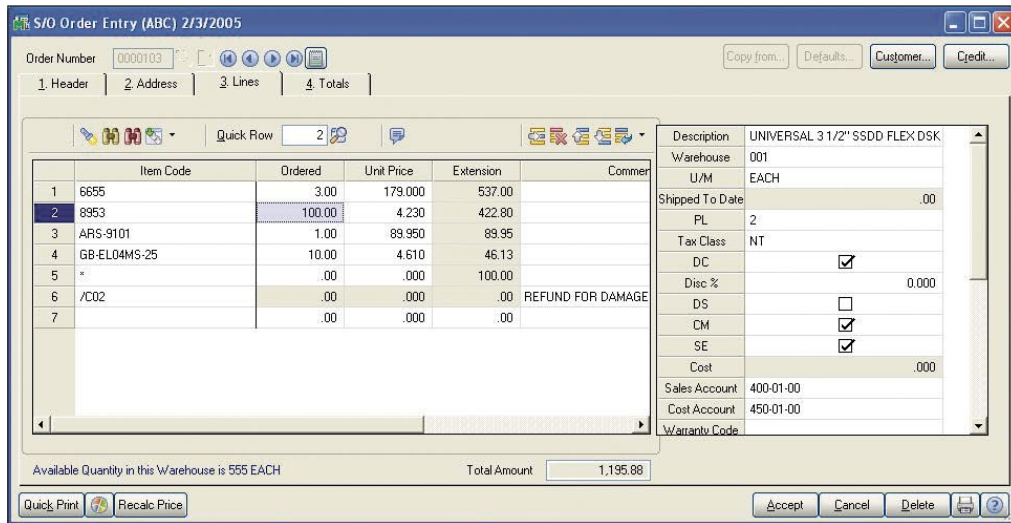 S/O Order Entry (ABC) 2/3/2005
Order Number 0000103 Copy from... Defaults... Customer... Credit...
1. Header 2. Address 3. Lines 4. Totals
Quick Row 2
Item Code Ordered Unit Price Extension Commer
1 6655 3.00 179.000 537.00
2 8953 100.00 4.230 422.80
3 ARS-9101 1.00 89.950 89.95
4 GB-EL04MS-25 10.00 4.610 46.13
5 * .00 .000 100.00
6 /C02 .00 .000 .00 REFUND FOR DAMAGE
7 .00 .000 .00
Description UNIVERSAL 3 1/2" SSDD FLEX DSK
Warehouse 001
U/M EACH
Shipped To Date .00
PL 2
Tax Class NT
DC
Disc % 0.000
DS
CM
SE
Cost .000
Sales Account 400-01-00
Cost Account 450-01-00
Warranty Code
Available Quantity in this Warehouse is 555 EACH Total Amount 1,195.88
Quick Print Recalc Price Accept Cancel Delete